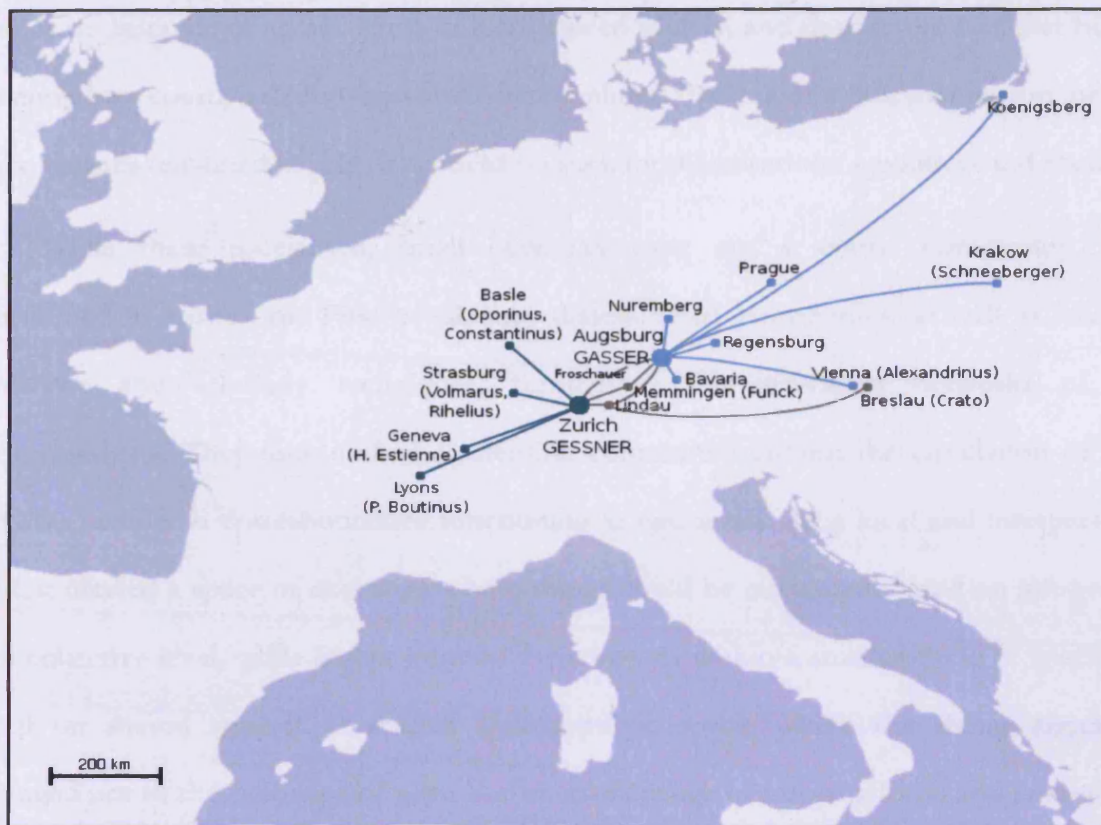 Koenigsberg
Krakow
(Schneeberger)
Prague
Nuremberg
Basle
(Oporinus,
Constantinus)
Augsburg
GASSER
Regensburg
Froschauer
Strasburg
(Volmarus,
Rihelius)
Bavaria
Vienna (Alexandrinus)
Memmingen (Funck)
Breslau (Crato)
Lindau
Zurich
GESSNER
Geneva
(H. Estienne)
Lyons
(P. Boutinus)
200 km